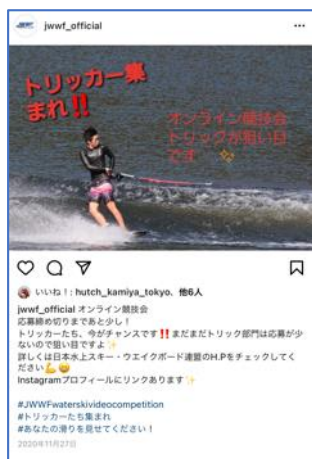 jwwf_official
トリッカー集
まれ‼️
オンライン競技会
トリックが狙い目
です ✨
いいね！: hutch_kamiya_tokyo、他6人
jwwf_official オンライン競技会
応募締め切りまであと少し！
トリッカーたち、今がチャンスです‼️まだまだトリック部門は応募が少
ないので狙い目ですよ✨
詳しくは日本水上スキー・ウエイクボード連盟のH.Pをチェックしてく
ださい💪😄
Instagramプロフィールにリンクあります✨
#JWWFwaterskivideocompetition
#トリッカーたち集まれ
#あなたの滑りを見せてください！
2020年11月27日